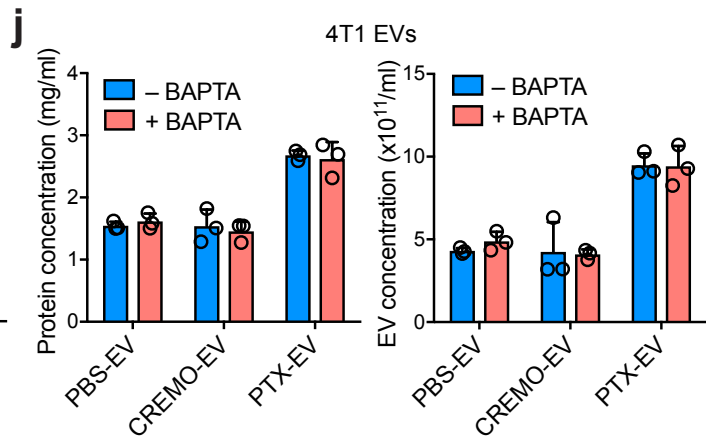 j
4T1 EVs
Protein concentration (mg/ml)
4
3
2
1
0
– BAPTA
+ BAPTA
PBS-EV
CREMO-EV
PTX-EV
EV concentration (x10¹¹/ml)
15
10
5
0
– BAPTA
+ BAPTA
PBS-EV
CREMO-EV
PTX-EV